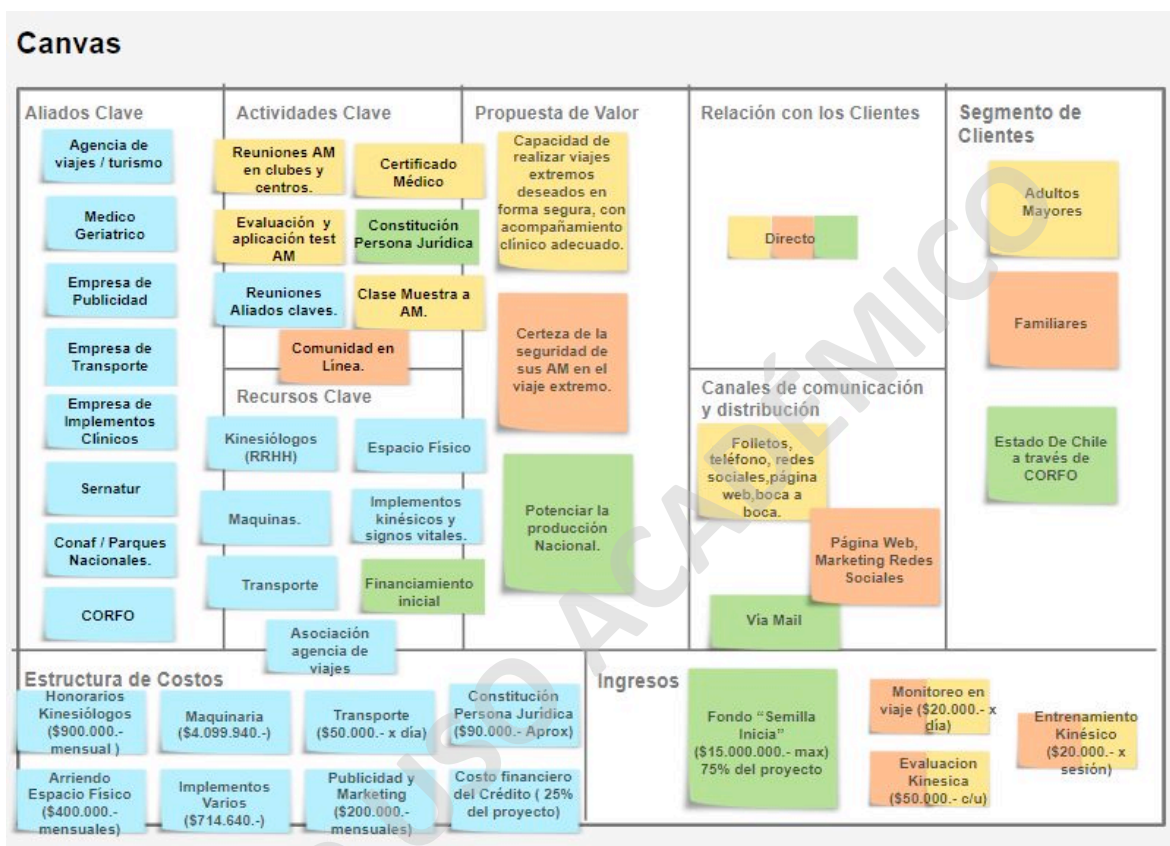 Canvas
Aliados Clave
Agencia de
viajes / turismo
Medico
Geriatrico
Empresa de
Publicidad
Empresa de
Transporte
Empresa de
Implementos
Clínicos
Sernatur
Conaf / Parques
Nacionales.
CORFO
Actividades Clave
Reuniones AM
en clubes y
centros.
Certificado
Médico
Evaluación y
aplicación test
AM
Constitución
Persona Jurídica
Reuniones
Aliados claves.
Clase Muestra a
AM.
Comunidad en
Línea.
Recursos Clave
Kinesiólogos
(RRHH)
Espacio Físico
Maquinas.
Implementos
kinésicos y
signos vitales.
Transporte
Financiamiento
inicial
Asociación
agencia de
viajes
Propuesta de Valor
Capacidad de
realizar viajes
extremos
deseados en
forma segura, con
acompañamiento
clínico adecuado.
Certeza de la
seguridad de
sus AM en el
viaje extremo.
Potenciar la
producción
Nacional.
Relación con los Clientes
Directo
Canales de comunicación
y distribución
Folletos,
teléfono, redes
sociales,página
web,boca a
boca.
Página Web,
Marketing Redes
Sociales
Vía Mail
Segmento de
Clientes
Adultos
Mayores
Familiares
Estado De Chile
a través de
CORFO
Estructura de Costos
Honorarios
Kinesiólogos
($900.000.-
mensual )
Maquinaria
($4.099.940.-)
Transporte
($50.000.- x día)
Constitución
Persona Jurídica
($90.000.- Aprox)
Arriendo
Espacio Físico
($400.000.-
mensuales)
Implementos
Varios
($714.640.-)
Publicidad y
Marketing
($200.000.-
mensuales)
Costo financiero
del Crédito ( 25%
del proyecto)
Ingresos
Fondo “Semilla
Inicia”
($15.000.000.- max)
75% del proyecto
Monitoreo en
viaje ($20.000.- x
día)
Evaluacion
Kinesica
($50.000.- c/u)
Entrenamiento
Kinésico
($20.000.- x
sesión)
USO ACADÉMICO